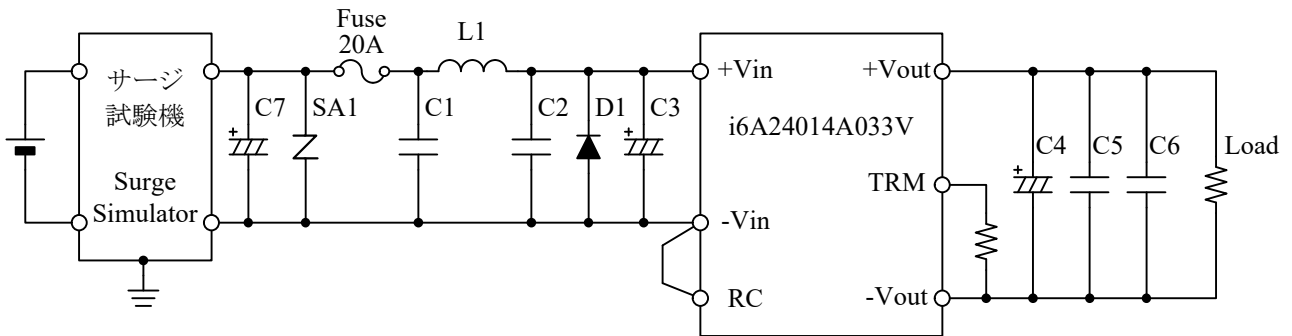 Fuse
20A
L1
サージ
試験機
Surge
Simulator
+
C7
SA1
C1
C2
D1
+
C3
+Vin
+Vout
i6A24014A033V
TRM
-Vin
RC
-Vout
+
C4
C5
C6
Load